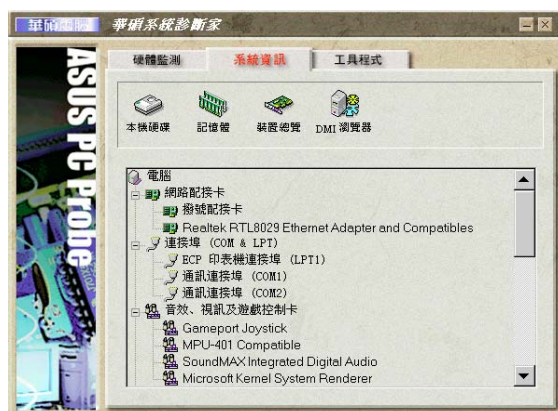 華碩電腦 華碩系統診斷家
ASUS PC Probe
硬體監測 系統資訊 工具程式
本機硬碟 記憶體 裝置總覽 DMI 瀏覽器
電腦
網路配接卡
撥號配接卡
Realtek RTL8029 Ethernet Adapter and Compatibles
連接埠 (COM & LPT)
ECP 印表機連接埠 (LPT1)
通訊連接埠 (COM1)
通訊連接埠 (COM2)
音效、視訊及遊戲控制卡
Gameport Joystick
MPU-401 Compatible
SoundMAX Integrated Digital Audio
Microsoft Kernel System Renderer